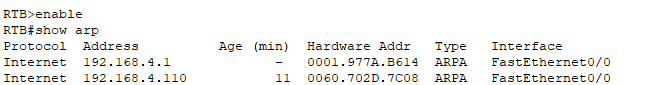 RTB>enable
RTB#show arp
Protocol  Address          Age (min)  Hardware Addr   Type   Interface
Internet  192.168.4.1             -   0001.977A.B614  ARPA   FastEthernet0/0
Internet  192.168.4.110           11  0060.702D.7C08  ARPA   FastEthernet0/0